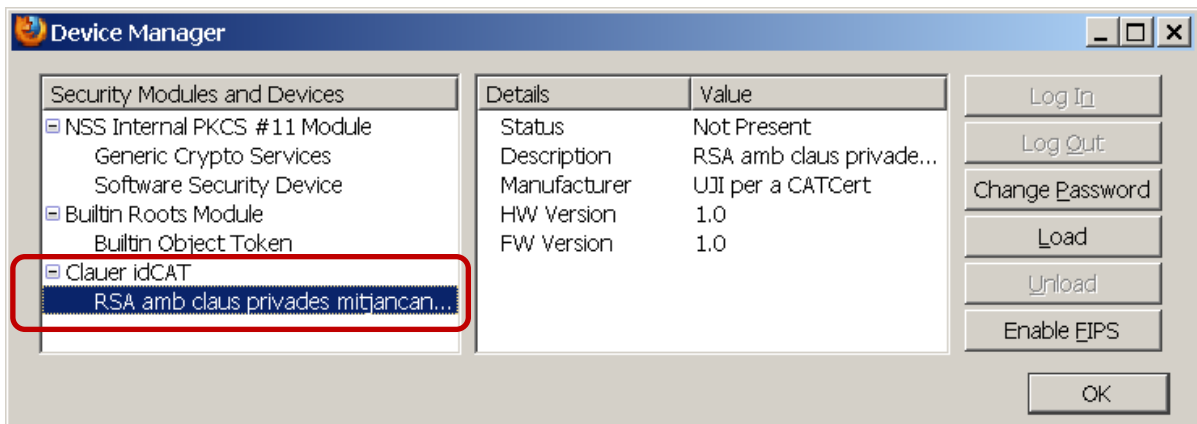 Device Manager
Security Modules and Devices
NSS Internal PKCS #11 Module
Generic Crypto Services
Software Security Device
Builtin Roots Module
Builtin Object Token
Clauer idCAT
RSA amb claus privades mitjancan...
Details Value
Status Not Present
Description RSA amb claus privade...
Manufacturer UJI per a CATCert
HW Version 1.0
FW Version 1.0
Log In
Log Out
Change Password
Load
Unload
Enable FIPS
OK